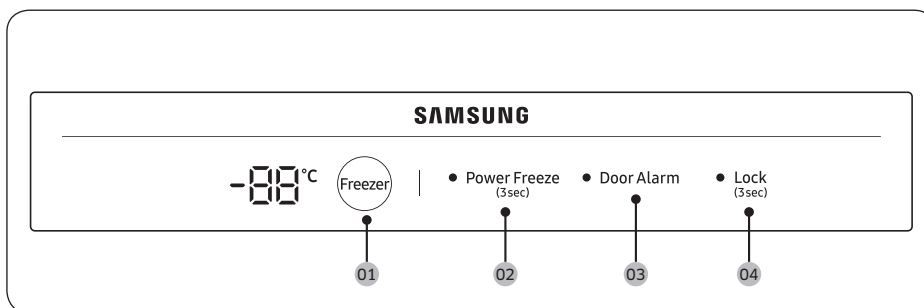 SAMSUNG
-88°C Freezer Power Freeze Door Alarm Lock
(3sec) (3sec)
01 02 03 04